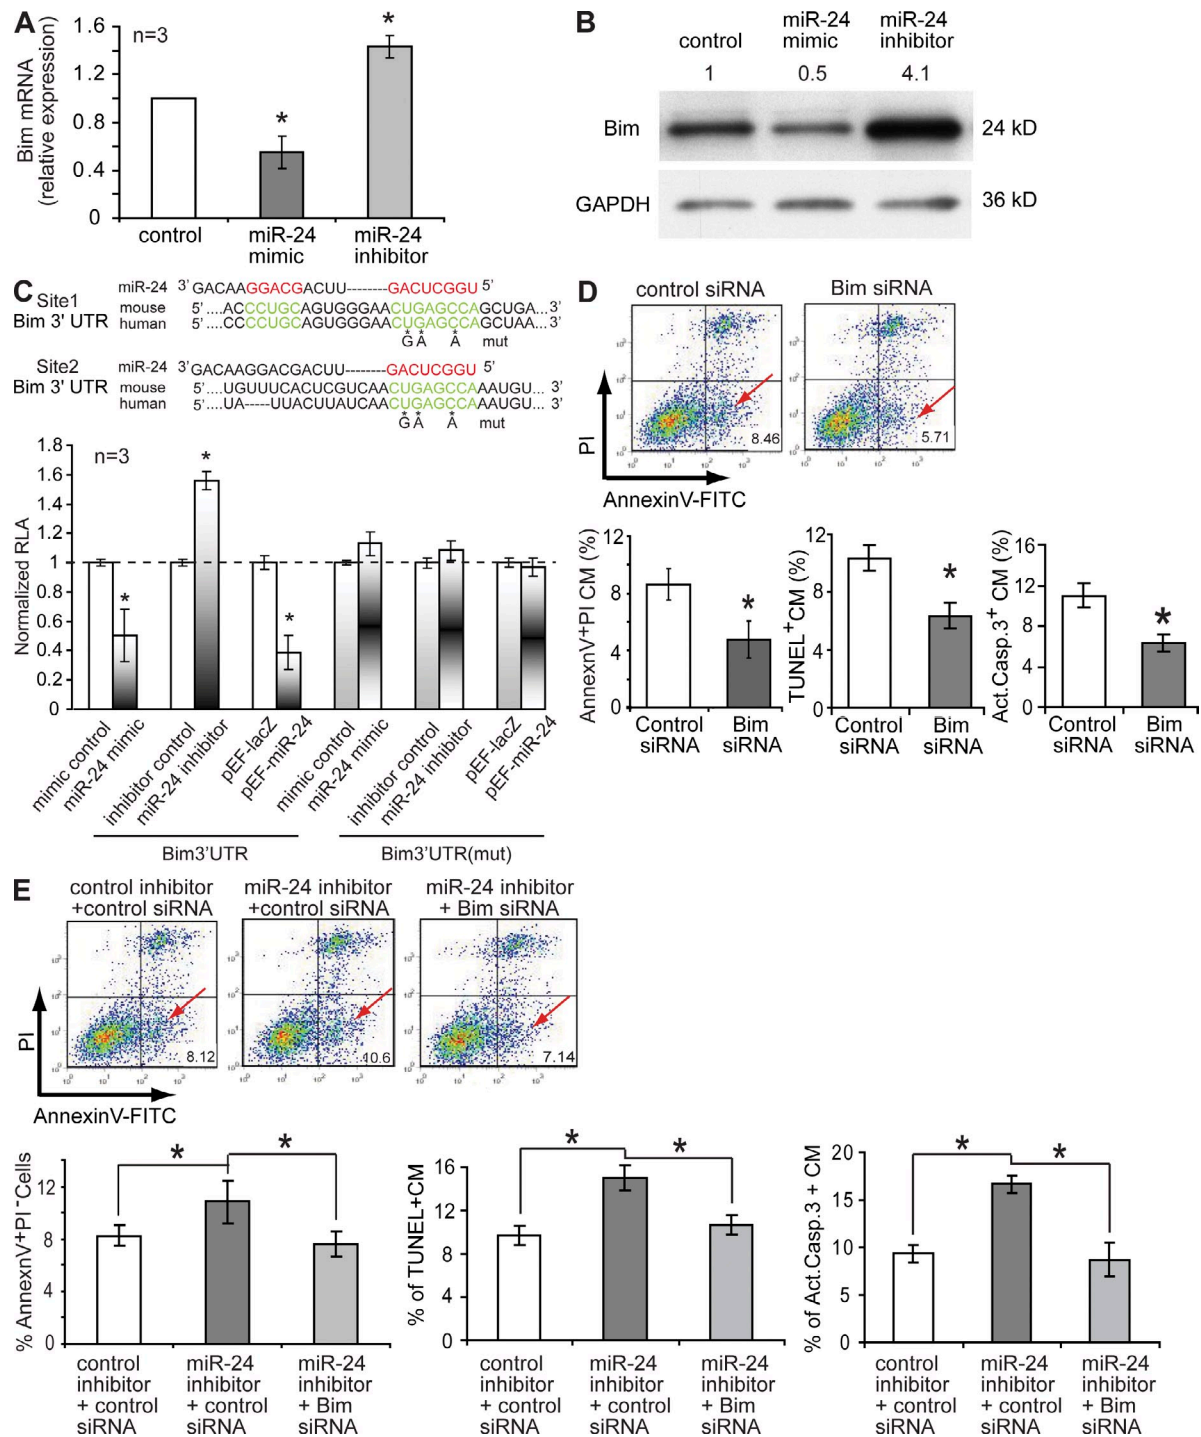 A
n=3
Bim mRNA
(relative expression)
1.6
1.2
0.8
0.4
0
*
*
control
miR-24
mimic
miR-24
inhibitor
B
control
miR-24
mimic
miR-24
inhibitor
1 0.5 4.1
Bim 24 kD
GAPDH 36 kD
C
Site1
Bim 3' UTR
miR-24 3' GACAAGGACGACUU--------GACUCGGU 5'
mouse 5'....ACCCUGCAGUGGGAACUGAGCCAGCUGA...3'
human 5'....CCCCUGCAGUGGGAACUGAGCCAGCUAA...3'
* * *
G A A mut
Site2
Bim 3' UTR
miR-24 3' GACAAGGACGACUU--------GACUCGGU 5'
mouse 5'....UGUUUCACUCGUCAACUGAGCCAAAUGU... 3'
human 5'....UA-----UUACUUAUCAACUGAGCCAAAUGU... 3'
* * *
G A A mut
n=3
Normalized RLA
1.8
1.6
1.4
1.2
1
0.8
0.6
0.4
0.2
0
*
*
*
mimic control
miR-24 mimic
inhibitor control
miR-24 inhibitor
pEF-lacZ
pEF-miR-24
mimic control
miR-24 mimic
inhibitor control
miR-24 inhibitor
pEF-lacZ
pEF-miR-24
Bim3'UTR
Bim3'UTR(mut)
D
control siRNA
Bim siRNA
8.46
5.71
PI
AnnexinV-FITC
AnnexnV+PI CM (%)
12
8
4
0
*
Control
siRNA
Bim
siRNA
TUNEL+CM (%)
12
8
4
0
*
Control
siRNA
Bim
siRNA
Act.Casp.3+ CM (%)
16
12
8
4
0
*
Control
siRNA
Bim
siRNA
E
control inhibitor
+control siRNA
miR-24 inhibitor
+control siRNA
miR-24 inhibitor
+ Bim siRNA
8.12
10.6
7.14
PI
AnnexinV-FITC
% AnnexnV+PI-Cells
12
8
4
0
*
*
control
inhibitor
+ control
siRNA
miR-24
inhibitor
+ control
siRNA
miR-24
inhibitor
+ Bim
siRNA
% of TUNEL+CM
16
12
8
4
0
*
*
control
inhibitor
+ control
siRNA
miR-24
inhibitor
+ control
siRNA
miR-24
inhibitor
+ Bim
siRNA
% of Act.Casp.3 + CM
20
15
10
5
0
*
*
control
inhibitor
+ control
siRNA
miR-24
inhibitor
+ control
siRNA
miR-24
inhibitor
+ Bim
siRNA